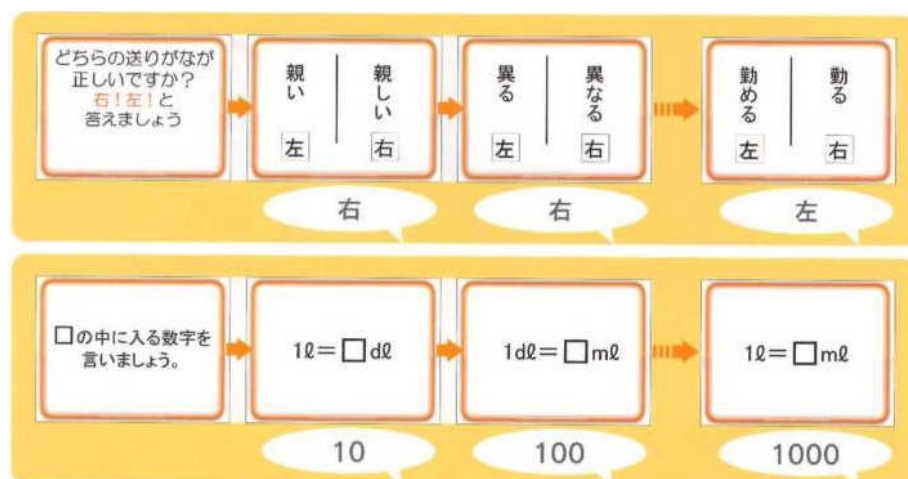 どちらの送りがなが
正しいですか？
右！左！と
答えましょう
親しい
右
親い
左
右
異なる
右
異る
左
右
勤る
右
勤める
左
左
□の中に入る数字を
言いましょう。
1ℓ＝□dℓ
10
1dℓ＝□mℓ
100
1ℓ＝□mℓ
1000